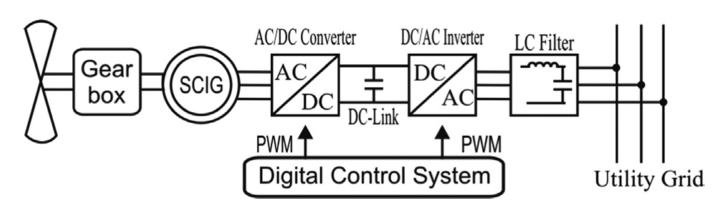 AC/DC Converter
DC/AC Inverter
LC Filter
Gear
box
SCIG
AC
DC
DC-Link
DC
AC
PWM
PWM
Digital Control System
Utility Grid